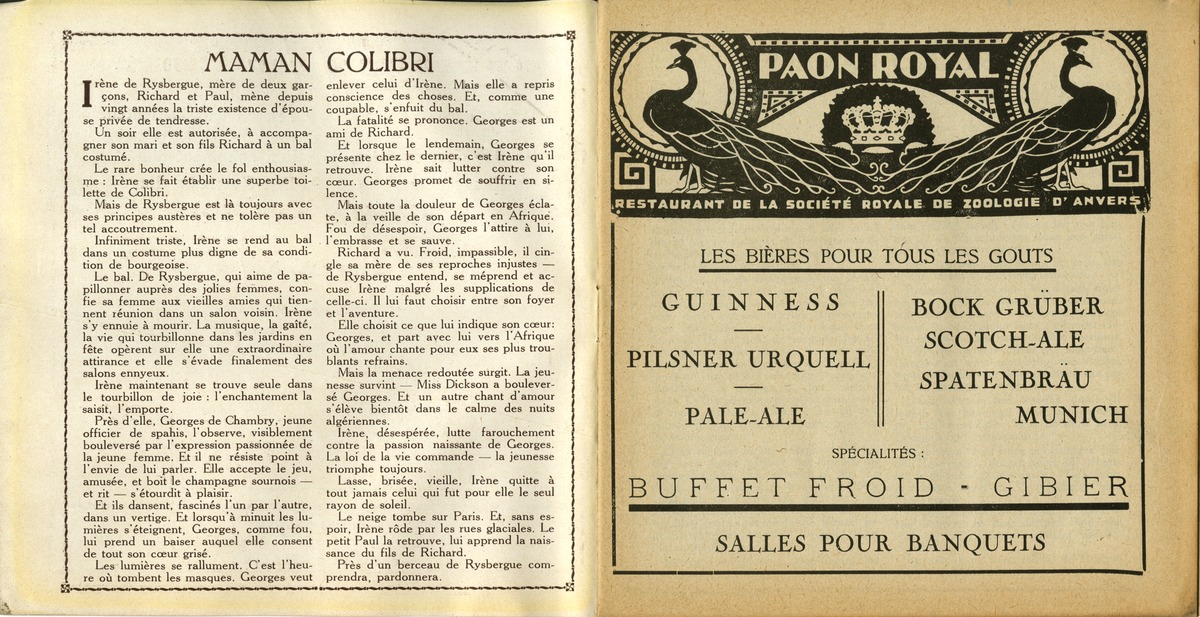 MAMAN COLIBRI
Irène de Rysbergue, mère de deux gar-
çons, Richard et Paul, mène depuis
vingt années la triste existence d'épou-
se privée de tendresse.
Un soir elle est autorisée, à accompa-
gner son mari et son fils Richard à un bal
costumé.
Le rare bonheur crée le fol enthousias-
me : Irène se fait établir une superbe toi-
lette de Colibri.
Mais de Rysbergue est là toujours avec
ses principes austères et ne tolère pas un
tel accoutrement.
Infiniment triste, Irène se rend au bal
dans un costume plus digne de sa condi-
tion de bourgeoise.
Le bal. De Rysbergue, qui aime de pa-
pillonner auprès des jolies femmes, con-
fie sa femme aux vieilles amies qui tien-
nent réunion dans un salon voisin. Irène
s'y ennuie à mourir. La musique, la gaîté,
la vie qui tourbillonne dans les jardins en
fête opèrent sur elle une extraordinaire
attirance et elle s'évade finalement des
salons ennyeux.
Irène maintenant se trouve seule dans
le tourbillon de joie : l'enchantement la
saisit, l'emporte.
Près d'elle, Georges de Chambry, jeune
officier de spahis, l'observe, visiblement
bouleversé par l'expression passionnée de
la jeune femme. Et il ne résiste point à
l'envie de lui parler. Elle accepte le jeu,
amusée, et boit le champagne sournois —
et rit — s'étourdit à plaisir.
Et ils dansent, fascinés l'un par l'autre,
dans un vertige. Et lorsqu'à minuit les lu-
mières s'éteignent, Georges, comme fou,
lui prend un baiser auquel elle consent
de tout son cœur grisé.
Les lumières se rallument. C'est l'heu-
re où tombent les masques. Georges veut
enlever celui d'Irène. Mais elle a repris
conscience des choses. Et, comme une
coupable, s'enfuit du bal.
La fatalité se prononce. Georges est un
ami de Richard.
Et lorsque le lendemain, Georges se
présente chez le dernier, c'est Irène qu'il
retrouve. Irène sait lutter contre son
cœur. Georges promet de souffrir en si-
lence.
Mais toute la douleur de Georges écla-
te, à la veille de son départ en Afrique.
Fou de désespoir, Georges l'attire à lui,
l'embrasse et se sauve.
Richard a vu. Froid, impassible, il cin-
gle sa mère de ses reproches injustes —
de Rysbergue entend, se méprend et ac-
cuse Irène malgré les supplications de
celle-ci. Il lui faut choisir entre son foyer
et l'aventure.
Elle choisit ce que lui indique son cœur:
Georges, et part avec lui vers l'Afrique
où l'amour chante pour eux ses plus trou-
blants refrains.
Mais la menace redoutée surgit. La jeu-
nesse survint — Miss Dickson a boulever-
sé Georges. Et un autre chant d'amour
s'élève bientôt dans le calme des nuits
algériennes.
Irène, désespérée, lutte farouchement
contre la passion naissante de Georges.
La loi de la vie commande — la jeunesse
triomphe toujours.
Lasse, brisée, vieille, Irène quitte à
tout jamais celui qui fut pour elle le seul
rayon de soleil.
Le neige tombe sur Paris. Et, sans es-
poir, Irène rôde par les rues glaciales. Le
petit Paul la retrouve, lui apprend la nais-
sance du fils de Richard.
Près d'un berceau de Rysbergue com-
prendra, pardonnera.
PAON ROYAL
RESTAURANT DE LA SOCIÉTÉ ROYALE DE ZOOLOGIE D'ANVERS
LES BIÈRES POUR TÓUS LES GOUTS
GUINNESS
PILSNER URQUELL
PALE-ALE
BOCK GRÜBER
SCOTCH-ALE
SPATENBRÄU
MUNICH
SPÉCIALITÉS :
BUFFET FROID - GIBIER
SALLES POUR BANQUETS